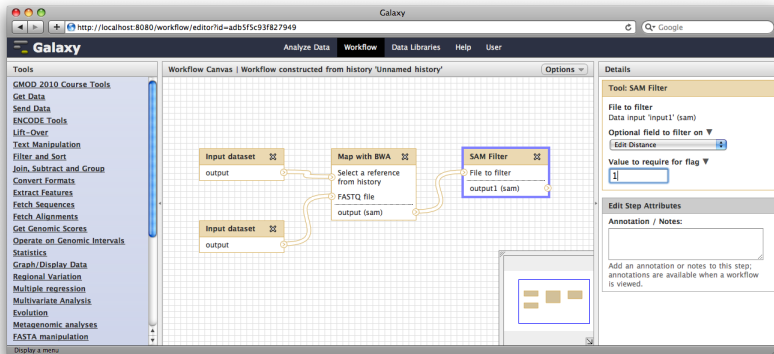 Galaxy
http://localhost:8080/workflow/editor?id=adb5f5c93f827949
Google
Galaxy
Analyze Data Workflow Data Libraries Help User
Tools
GMOD 2010 Course Tools
Get Data
Send Data
ENCODE Tools
Lift-Over
Text Manipulation
Filter and Sort
Join, Subtract and Group
Convert Formats
Extract Features
Fetch Sequences
Fetch Alignments
Get Genomic Scores
Operate on Genomic Intervals
Statistics
Graph/Display Data
Regional Variation
Multiple regression
Multivariate Analysis
Evolution
Metagenomic analyses
FASTA manipulation
Display a menu
Workflow Canvas | Workflow constructed from history 'Unnamed history'
Options
Input dataset
output
Input dataset
output
Map with BWA
Select a reference
from history
FASTQ file
output (sam)
SAM Filter
File to filter
output1 (sam)
Details
Tool: SAM Filter
File to filter
Data input 'input1' (sam)
Optional field to filter on
Edit Distance
Value to require for flag
1
Edit Step Attributes
Annotation / Notes:
Add an annotation or notes to this step;
annotations are available when a workflow
is viewed.